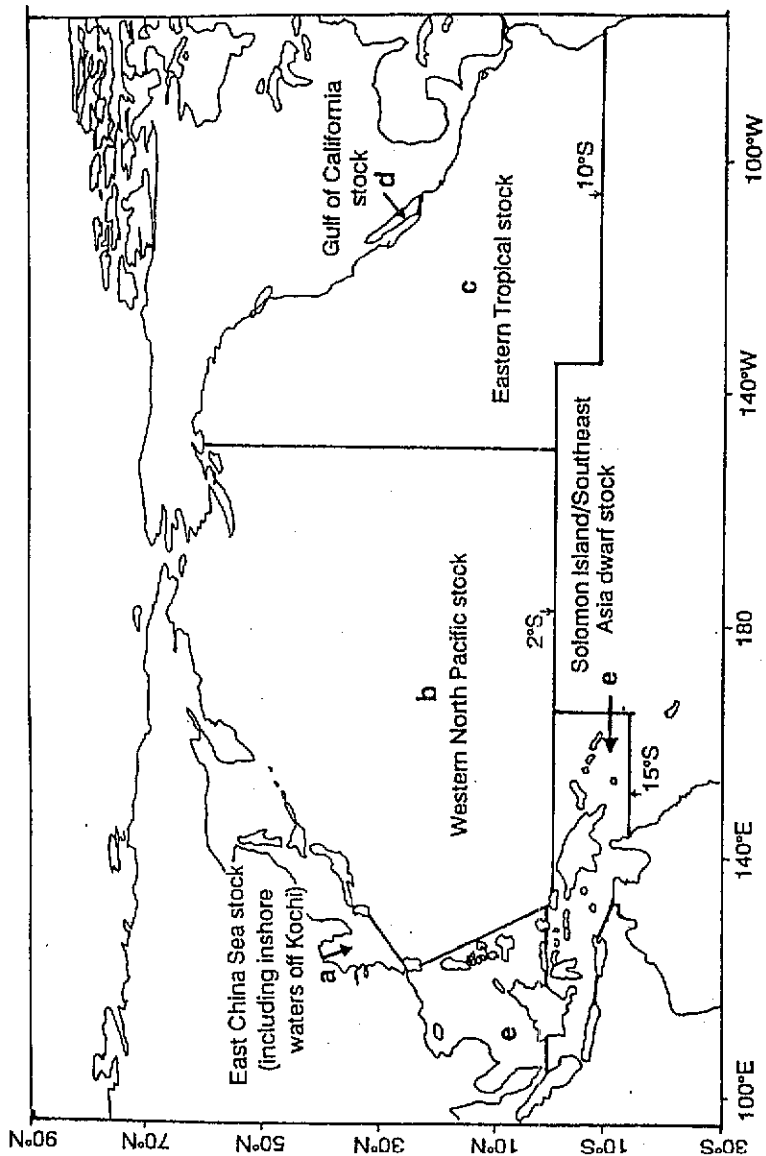 East China Sea stock
(including inshore
waters off Kochi)
a
b
Western North Pacific stock
c
Eastern Tropical stock
Gulf of California
stock
d
Solomon Island/Southeast
Asia dwarf stock
e
e
2°S
10°S
15°S
90°N
70°N
50°N
30°N
10°N
10°S
30°S
100°E
140°E
180
140°W
100°W